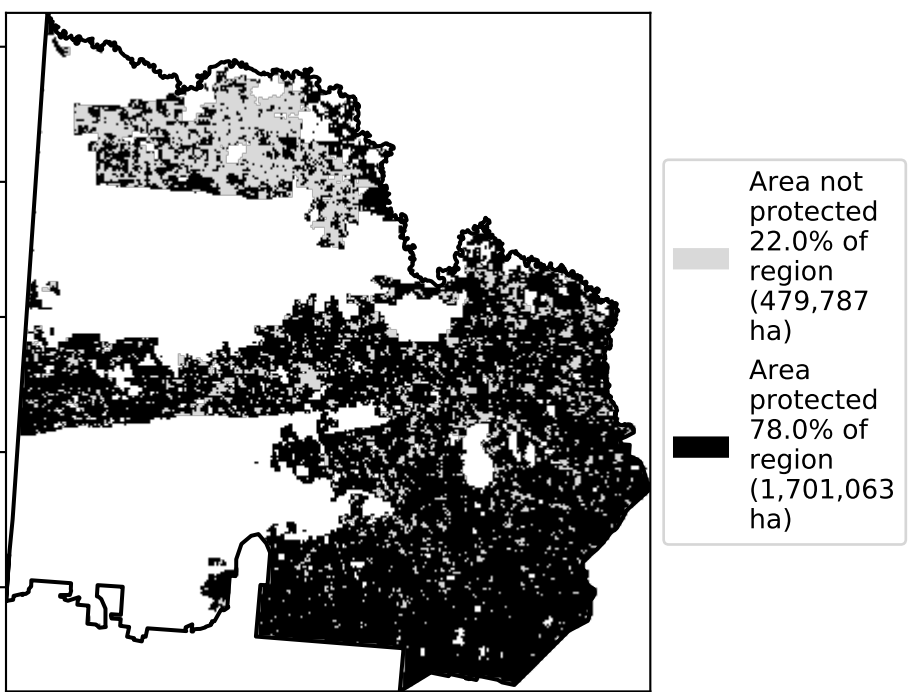 Area not
protected
22.0% of
region
(479,787
ha)
Area
protected
78.0% of
region
(1,701,063
ha)